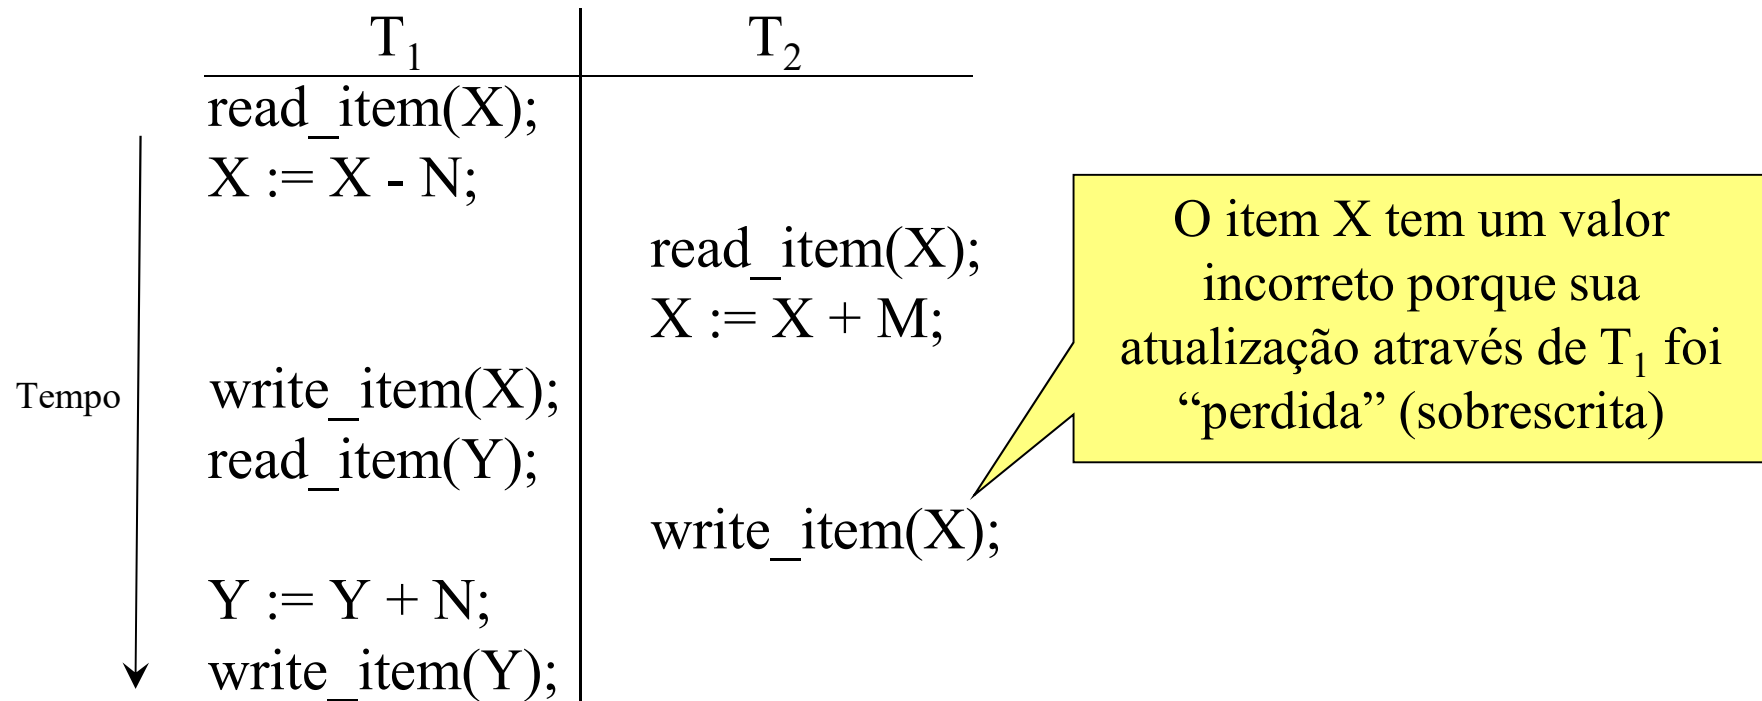 T1 T2
read_item(X);
X := X - N;
read_item(X);
X := X + M;
write_item(X);
read_item(Y);
write_item(X);
Y := Y + N;
write_item(Y);
Tempo
O item X tem um valor
incorreto porque sua
atualização através de T1 foi
“perdida” (sobrescrita)